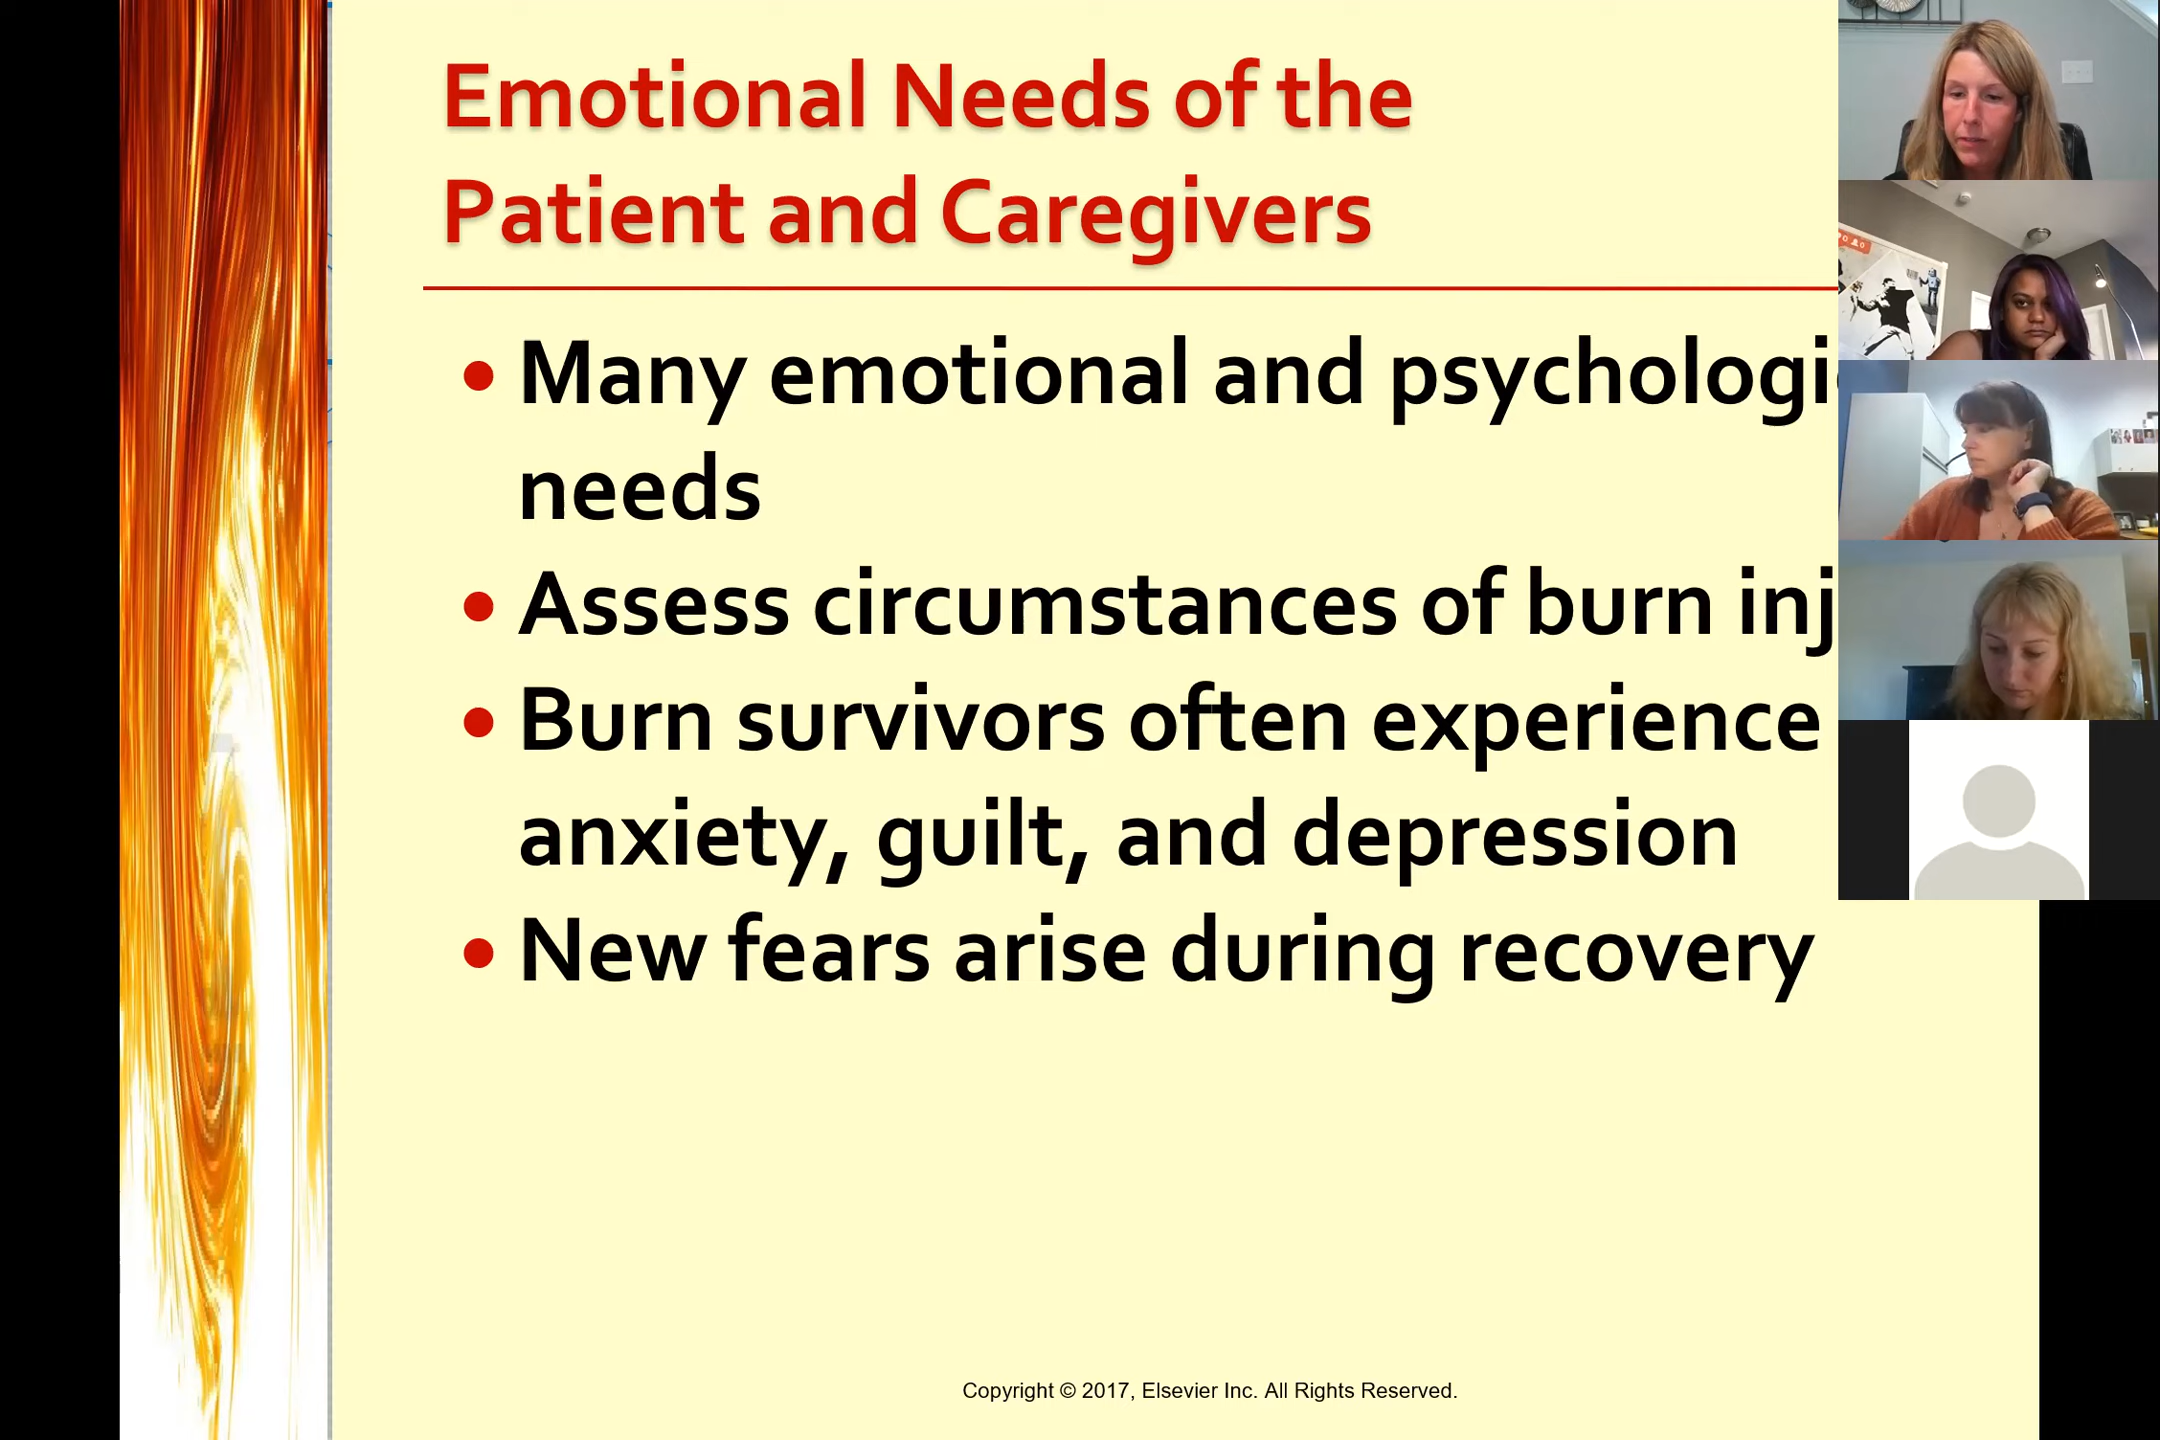 Emotional Needs of the
Patient and Caregivers
• Many emotional and psychologi
needs
• Assess circumstances of burn inj
• Burn survivors often experience
anxiety, guilt, and depression
• New fears arise during recovery
Copyright © 2017, Elsevier Inc. All Rights Reserved.